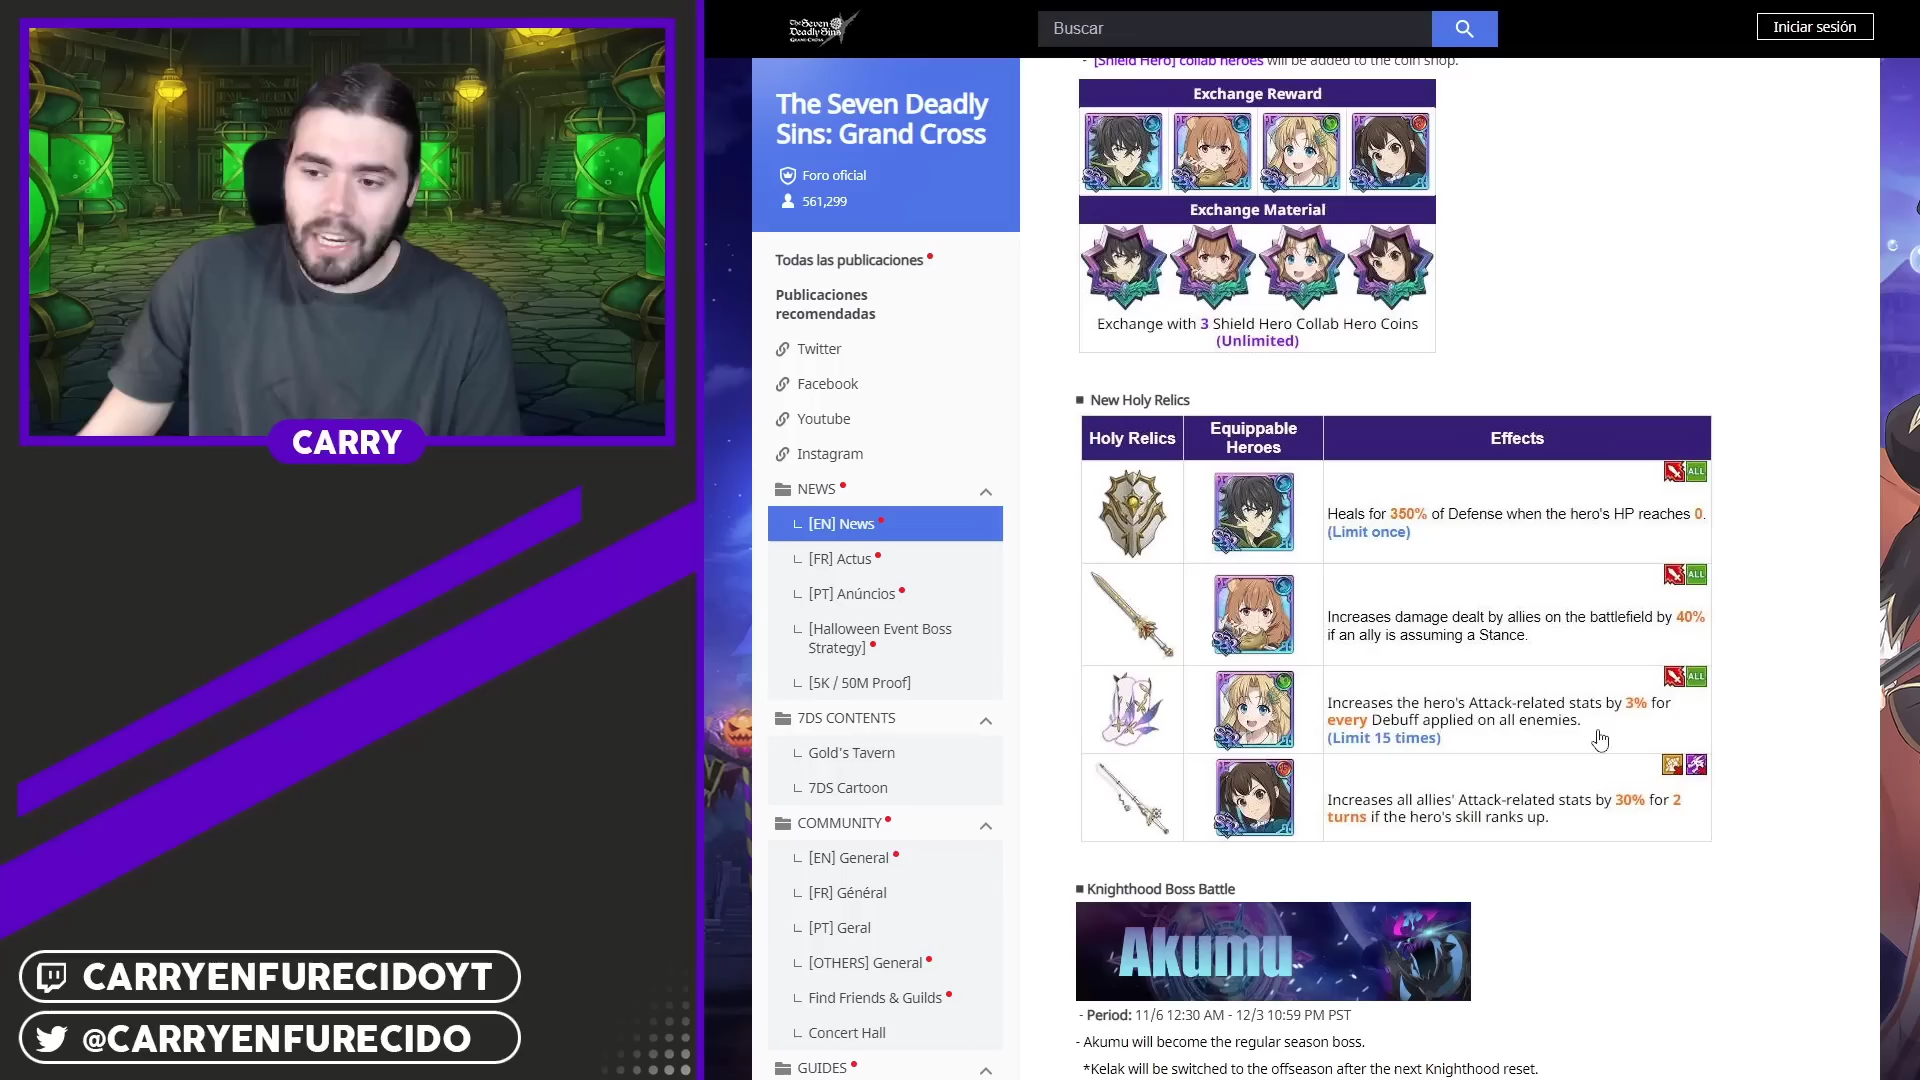 CARRY
CARRYENFURECIDOYT
@CARRYENFURECIDO
The Seven
Deadly Sins
GRAND CROSS
Buscar
Iniciar sesión
The Seven Deadly
Sins: Grand Cross
Foro oficial
561,299
Todas las publicaciones
Publicaciones
recomendadas
Twitter
Facebook
Youtube
Instagram
NEWS
[EN] News
[FR] Actus
[PT] Anúncios
[Halloween Event Boss
Strategy]
[5K / 50M Proof]
7DS CONTENTS
Gold's Tavern
7DS Cartoon
COMMUNITY
[EN] General
[FR] Général
[PT] Geral
[OTHERS] General
Find Friends & Guilds
Concert Hall
GUIDES
- [Shield Hero] collab heroes will be added to the coin shop.
Exchange Reward
Exchange Material
Exchange with 3 Shield Hero Collab Hero Coins
(Unlimited)
■ New Holy Relics
Holy Relics
Equippable
Heroes
Effects
ALL
Heals for 350% of Defense when the hero's HP reaches 0.
(Limit once)
ALL
Increases damage dealt by allies on the battlefield by 40%
if an ally is assuming a Stance.
ALL
Increases the hero's Attack-related stats by 3% for
every Debuff applied on all enemies.
(Limit 15 times)
Increases all allies' Attack-related stats by 30% for 2
turns if the hero's skill ranks up.
■ Knighthood Boss Battle
Akumu
- Period: 11/6 12:30 AM - 12/3 10:59 PM PST
- Akumu will become the regular season boss.
*Kelak will be switched to the offseason after the next Knighthood reset.